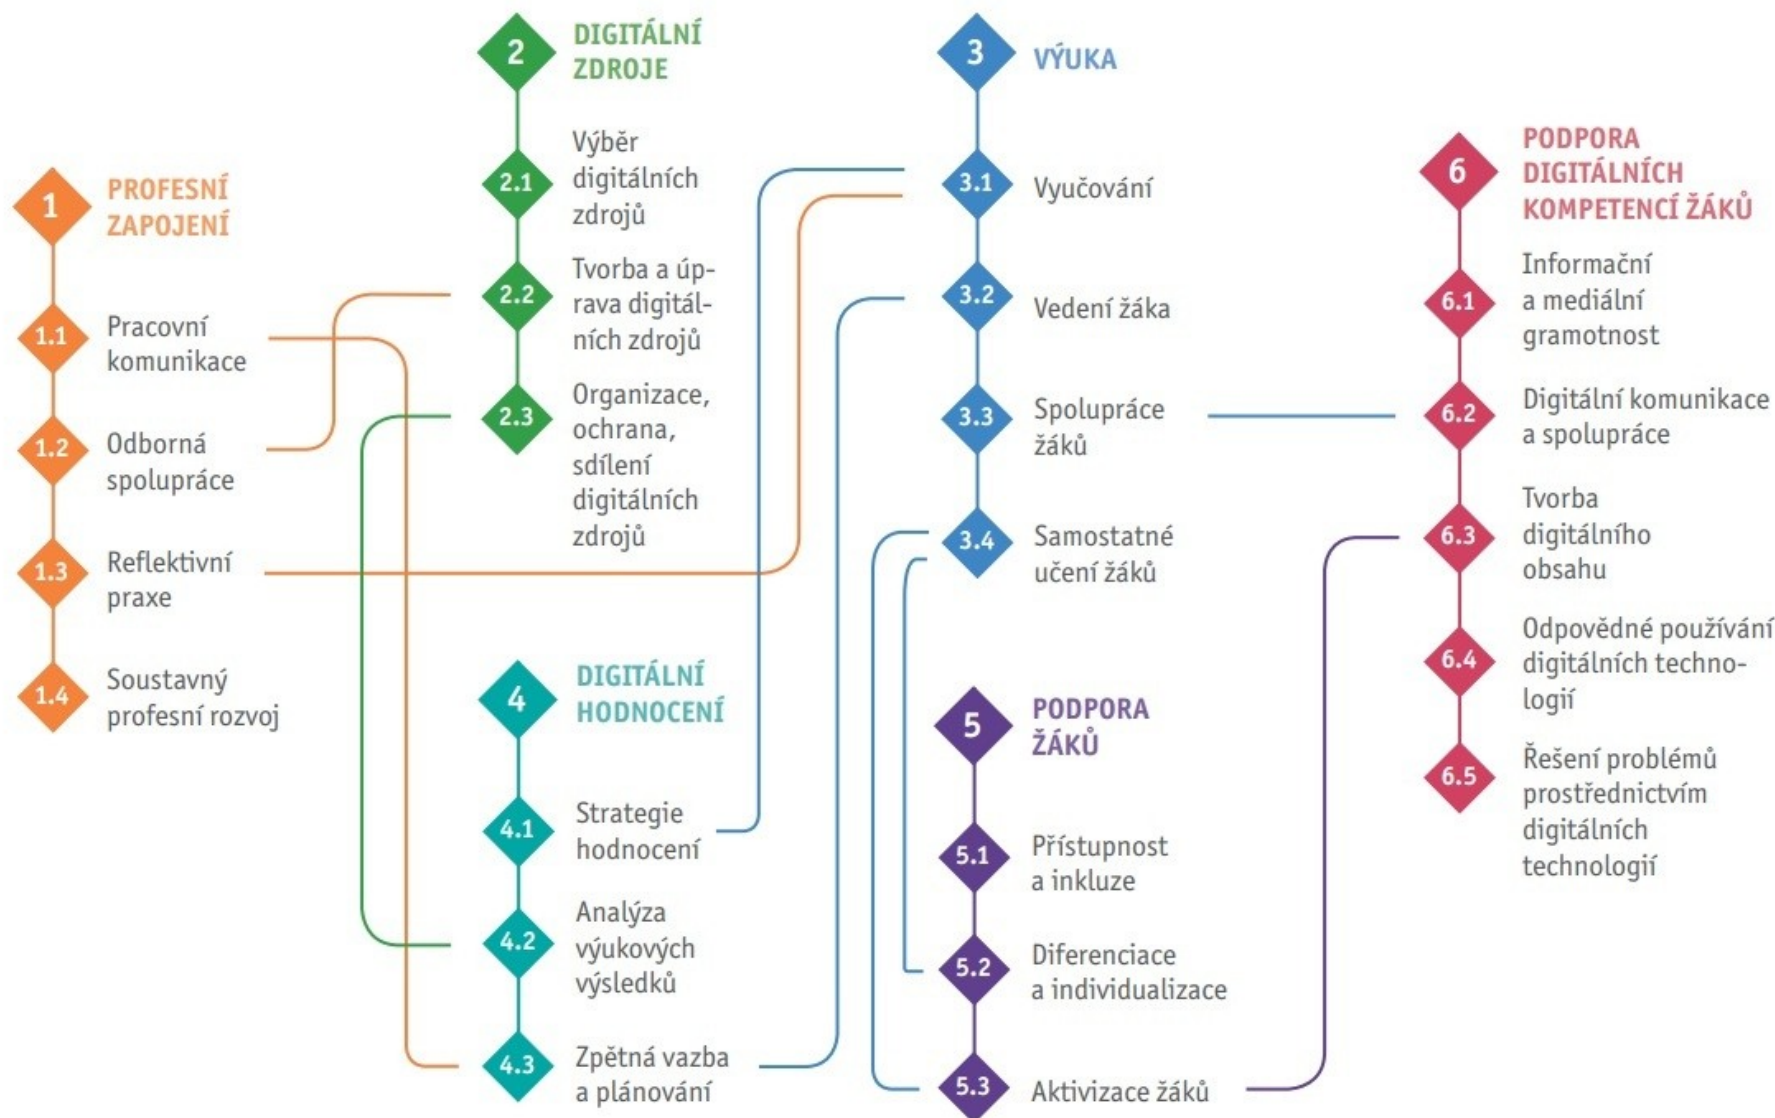 1
PROFESNÍ
ZAPOJENÍ
1.1
Pracovní
komunikace
1.2
Odborná
spolupráce
1.3
Reflektivní
praxe
1.4
Soustavný
profesní rozvoj
2
DIGITÁLNÍ
ZDROJE
2.1
Výběr
digitálních
zdrojů
2.2
Tvorba a úp-
rava digitál-
ních zdrojů
2.3
Organizace,
ochrana,
sdílení
digitálních
zdrojů
3
VÝUKA
3.1
Vyučování
3.2
Vedení žáka
3.3
Spolupráce
žáků
3.4
Samostatné
učení žáků
4
DIGITÁLNÍ
HODNOCENÍ
4.1
Strategie
hodnocení
4.2
Analýza
výukových
výsledků
4.3
Zpětná vazba
a plánování
5
PODPORA
ŽÁKŮ
5.1
Přístupnost
a inkluze
5.2
Diferenciace
a individualizace
5.3
Aktivizace žáků
6
PODPORA
DIGITÁLNÍCH
KOMPETENCÍ ŽÁKŮ
6.1
Informační
a mediální
gramotnost
6.2
Digitální komunikace
a spolupráce
6.3
Tvorba
digitálního
obsahu
6.4
Odpovědné používání
digitálních techno-
logií
6.5
Řešení problémů
prostřednictvím
digitálních
technologií